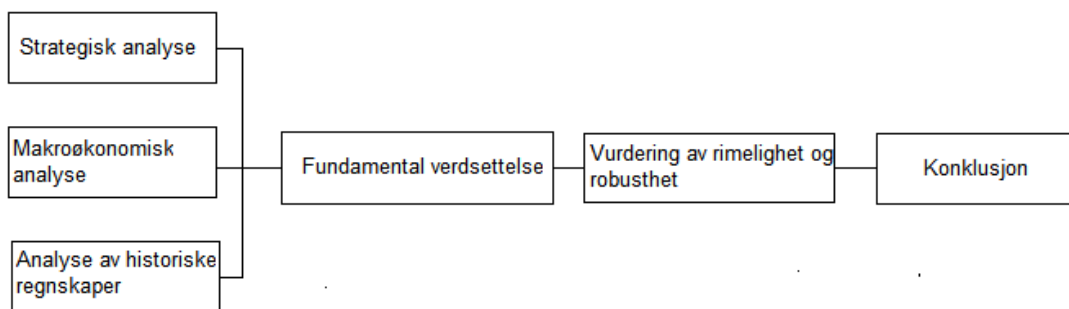 Strategisk analyse
Makroøkonomisk
analyse
Analyse av historiske
regnskaper
Fundamental verdsettelse
Vurdering av rimelighet og
robusthet
Konklusjon